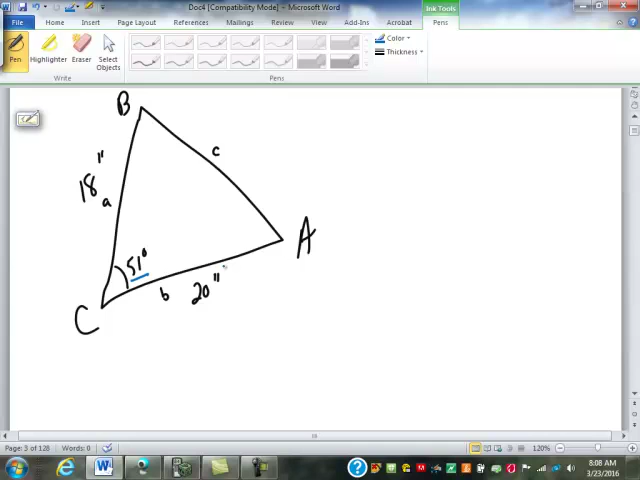 Doc4 [Compatibility Mode] - Microsoft Word
Ink Tools
File
Home
Insert
Page Layout
References
Mailings
Review
View
Add-Ins
Acrobat
Pens
Pen
Highlighter
Eraser
Select Objects
Color
Thickness
Write
Pens
B
c
18"
a
A
51°
b
20"
C
Page: 3 of 128
Words: 0
120%
8:08 AM
3/23/2016